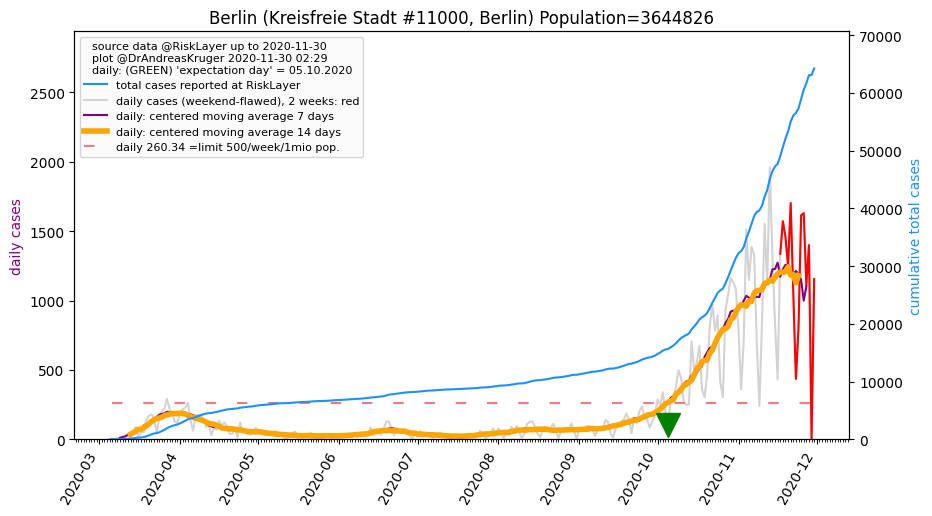 Berlin (Kreisfreie Stadt #11000, Berlin) Population=3644826
source data @RiskLayer up to 2020-11-30
plot @DrAndreasKruger 2020-11-30 02:29
daily: (GREEN) 'expectation day' = 05.10.2020
total cases reported at RiskLayer
daily cases (weekend-flawed), 2 weeks: red
daily: centered moving average 7 days
daily: centered moving average 14 days
daily 260.34 =limit 500/week/1mio pop.
daily cases
2500
2000
1500
1000
500
0
70000
60000
50000
40000
30000
20000
10000
0
cumulative total cases
2020-03
2020-04
2020-05
2020-06
2020-07
2020-08
2020-09
2020-10
2020-11
2020-12